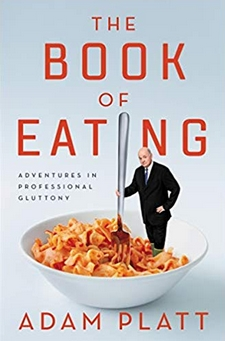 THE
BOOK
OF
EATING
ADVENTURES IN
PROFESSIONAL
GLUTTONY
ADAM PLATT